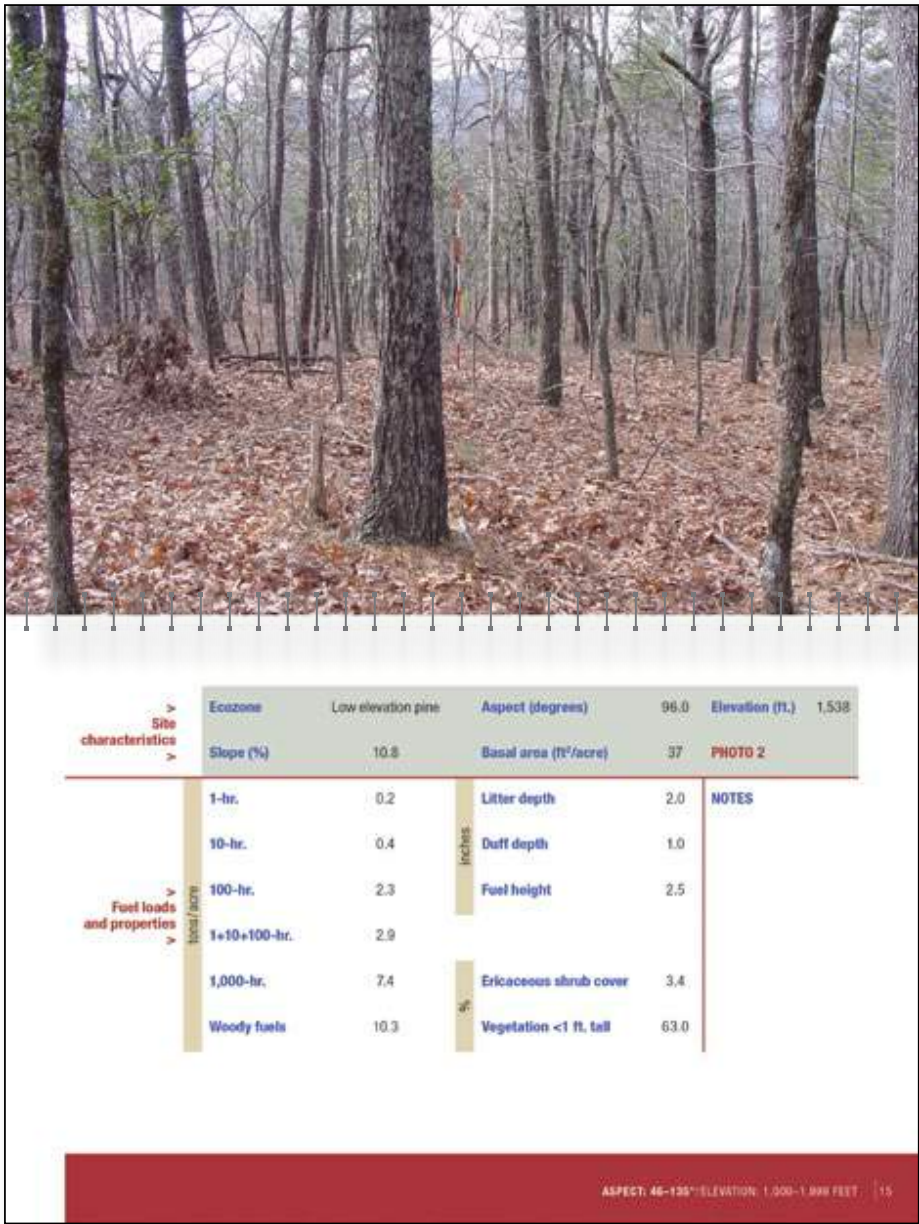 > Site characteristics >
Ecozone Low elevation pine Aspect (degrees) 96.0 Elevation (ft.) 1,538
Slope (%) 10.8 Basal area (ft²/acre) 37 PHOTO 2
> Fuel loads and properties >
tons/acre
inches
%
1-hr. 0.2 Litter depth 2.0 NOTES
10-hr. 0.4 Duff depth 1.0
100-hr. 2.3 Fuel height 2.5
1+10+100-hr. 2.9
1,000-hr. 7.4 Ericaceous shrub cover 3.4
Woody fuels 10.3 Vegetation <1 ft. tall 63.0
ASPECT: 46–135°/ELEVATION: 1,000–1,999 FEET | 15